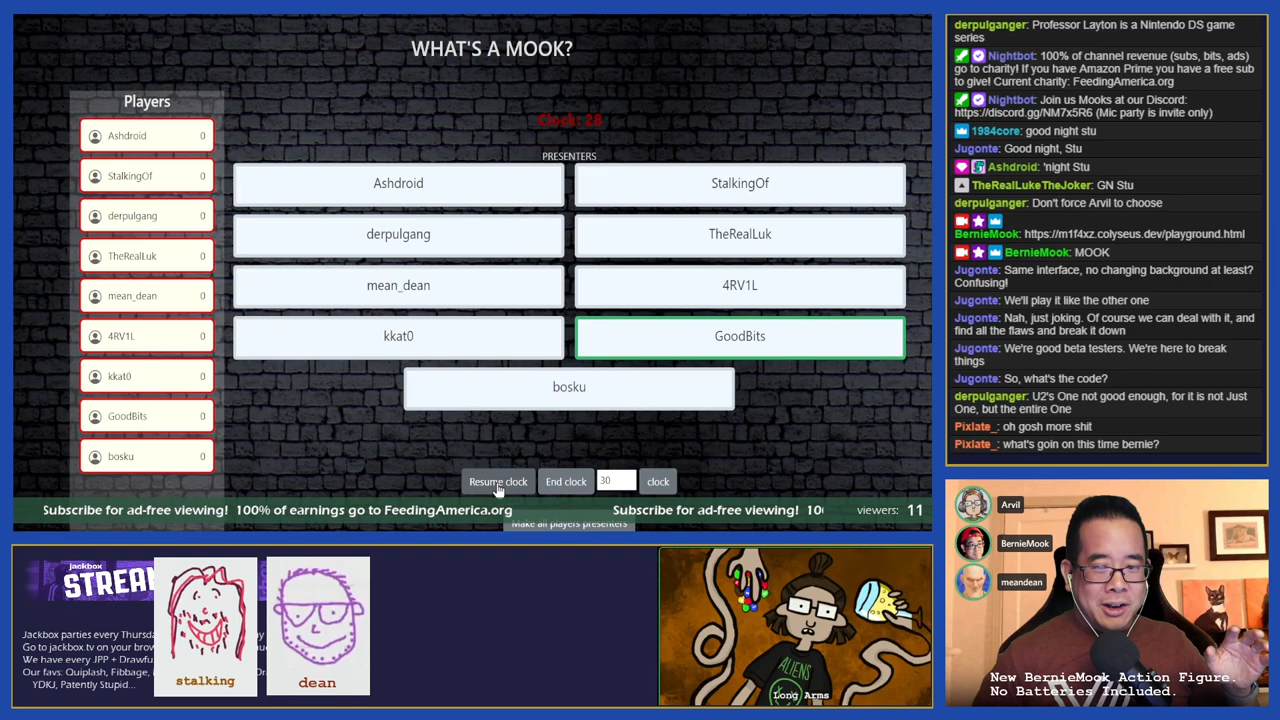 WHAT'S A MOOK?
Players
Ashdroid 0
StalkingOf 0
derpulgang 0
TheRealLuk 0
mean_dean 0
4RV1L 0
kkat0 0
GoodBits 0
bosku 0
Clock: 28
PRESENTERS
Ashdroid
StalkingOf
derpulgang
TheRealLuk
mean_dean
4RV1L
kkat0
GoodBits
bosku
Resume clock
End clock
30
clock
Subscribe for ad-free viewing! 100% of earnings go to FeedingAmerica.org
Subscribe for ad-free viewing! 10
viewers: 11
Make all players presenters
derpulganger: Professor Layton is a Nintendo DS game
series
Nightbot: 100% of channel revenue (subs, bits, ads)
go to charity! If you have Amazon Prime you have a free sub
to give! Current charity: FeedingAmerica.org
Nightbot: Join us Mooks at our Discord:
https://discord.gg/NM7x5R6 (Mic party is invite only)
1984core: good night stu
Jugonte: Good night, Stu
Ashdroid: 'night Stu
TheRealLukeTheJoker: GN Stu
derpulganger: Don't force Arvil to choose
BernieMook: https://m1f4xz.colyseus.dev/playground.html
BernieMook: MOOK
Jugonte: Same interface, no changing background at least?
Confusing!
Jugonte: We'll play it like the other one
Jugonte: Nah, just joking. Of course we can deal with it, and
find all the flaws and break it down
Jugonte: We're good beta testers. We're here to break
things
Jugonte: So, what's the code?
derpulganger: U2's One not good enough, for it is not Just
One, but the entire One
Pixlate_: oh gosh more shit
Pixlate_: what's goin on this time bernie?
jackbox
STREA
Jackbox parties every Thursda
Go to jackbox.tv on your brow
We have every JPP + Drawfu
Our favs: Quiplash, Fibbage,
YDKJ, Patently Stupid...
stalking
dean
ALIENS
Long Arms
Arvil
BernieMook
meandean
New BernieMook Action Figure.
No Batteries Included.